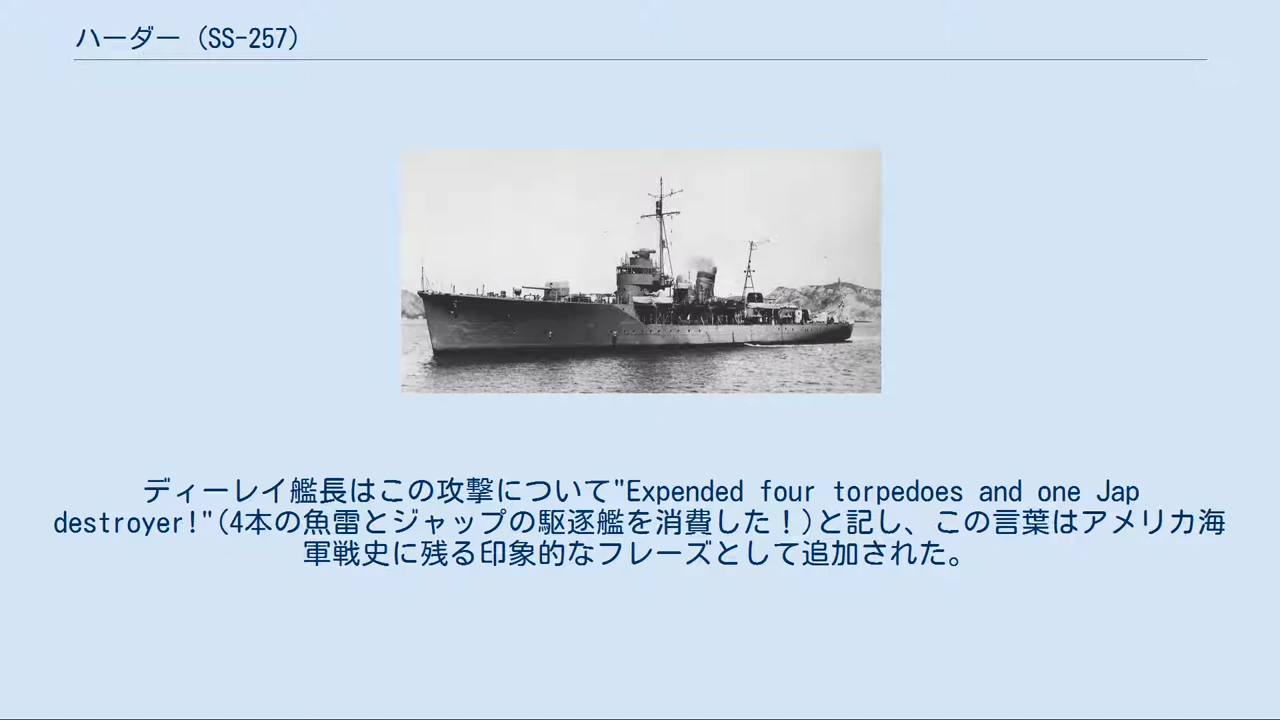 ハーダー（SS-257）
ディーレイ艦長はこの攻撃について"Expended four torpedoes and one Jap
destroyer!"(4本の魚雷とジャップの駆逐艦を消費した！)と記し、この言葉はアメリカ海
軍戦史に残る印象的なフレーズとして追加された。